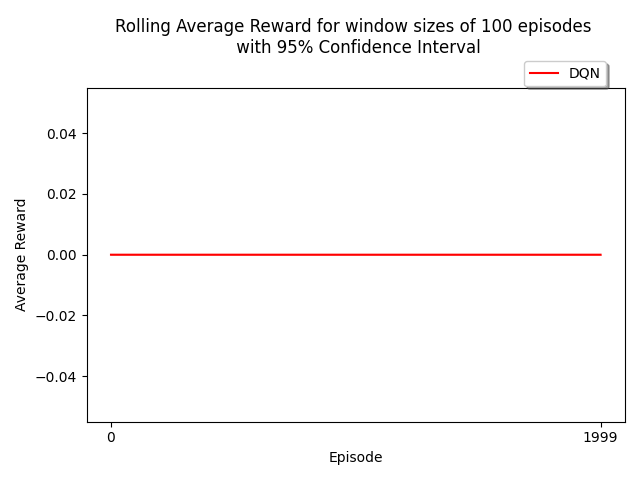 Rolling Average Reward for window sizes of 100 episodes
with 95% Confidence Interval
DQN
0.04
0.02
0.00
−0.02
−0.04
Average Reward
0
1999
Episode